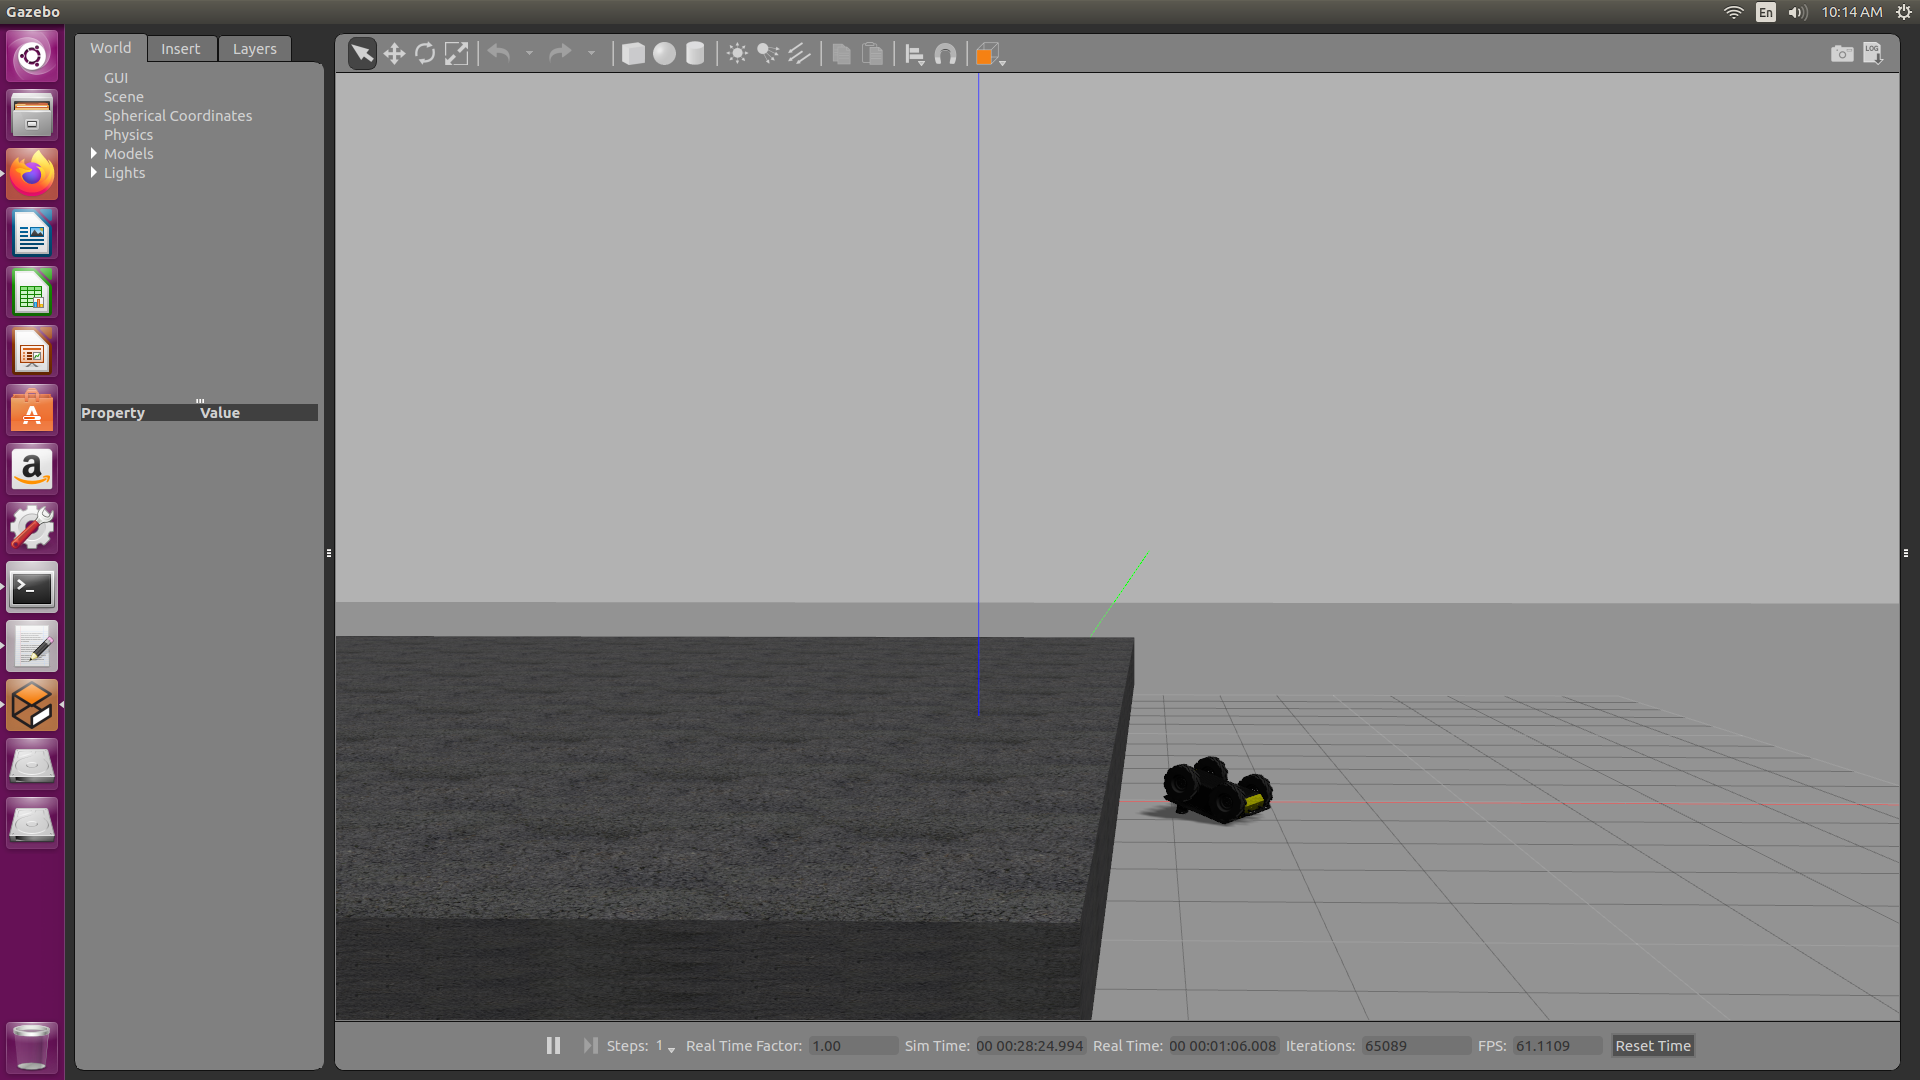 Gazebo
En
10:14 AM
World Insert Layers
LOG
GUI
Scene
Spherical Coordinates
Physics
Models
Lights
Property Value
Steps: 1 Real Time Factor: 1.00 Sim Time: 00 00:28:24.994 Real Time: 00 00:01:06.008 Iterations: 65089 FPS: 61.1109 Reset Time